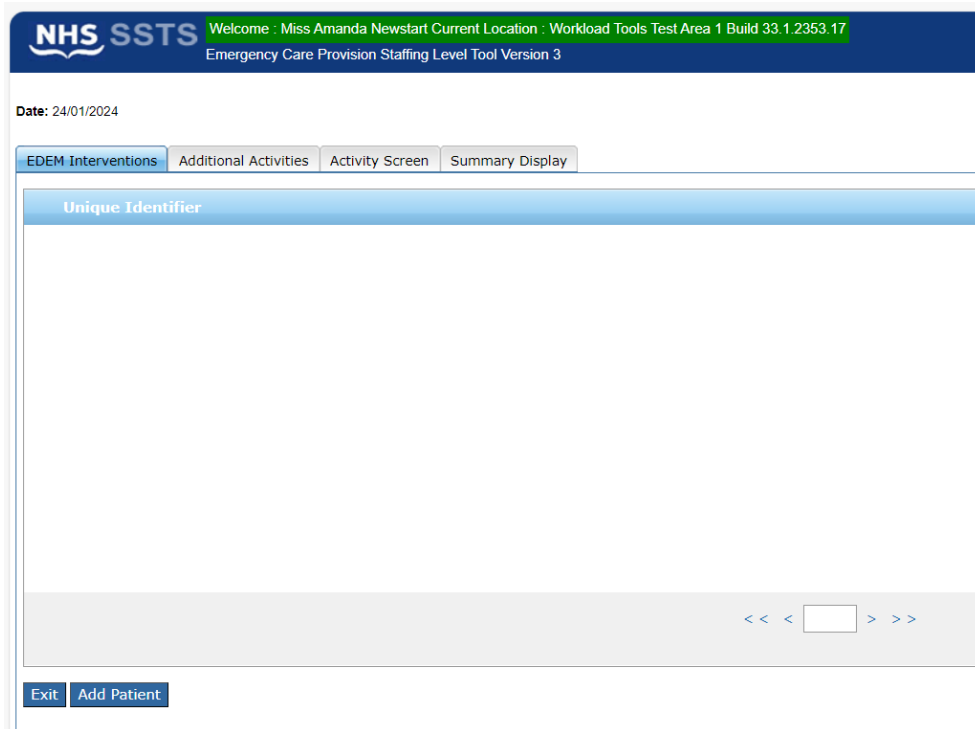 NHS SSTS Welcome : Miss Amanda Newstart Current Location : Workload Tools Test Area 1 Build 33.1.2353.17
Emergency Care Provision Staffing Level Tool Version 3
Date: 24/01/2024
EDEM Interventions Additional Activities Activity Screen Summary Display
Unique Identifier
< < < > > >
Exit Add Patient